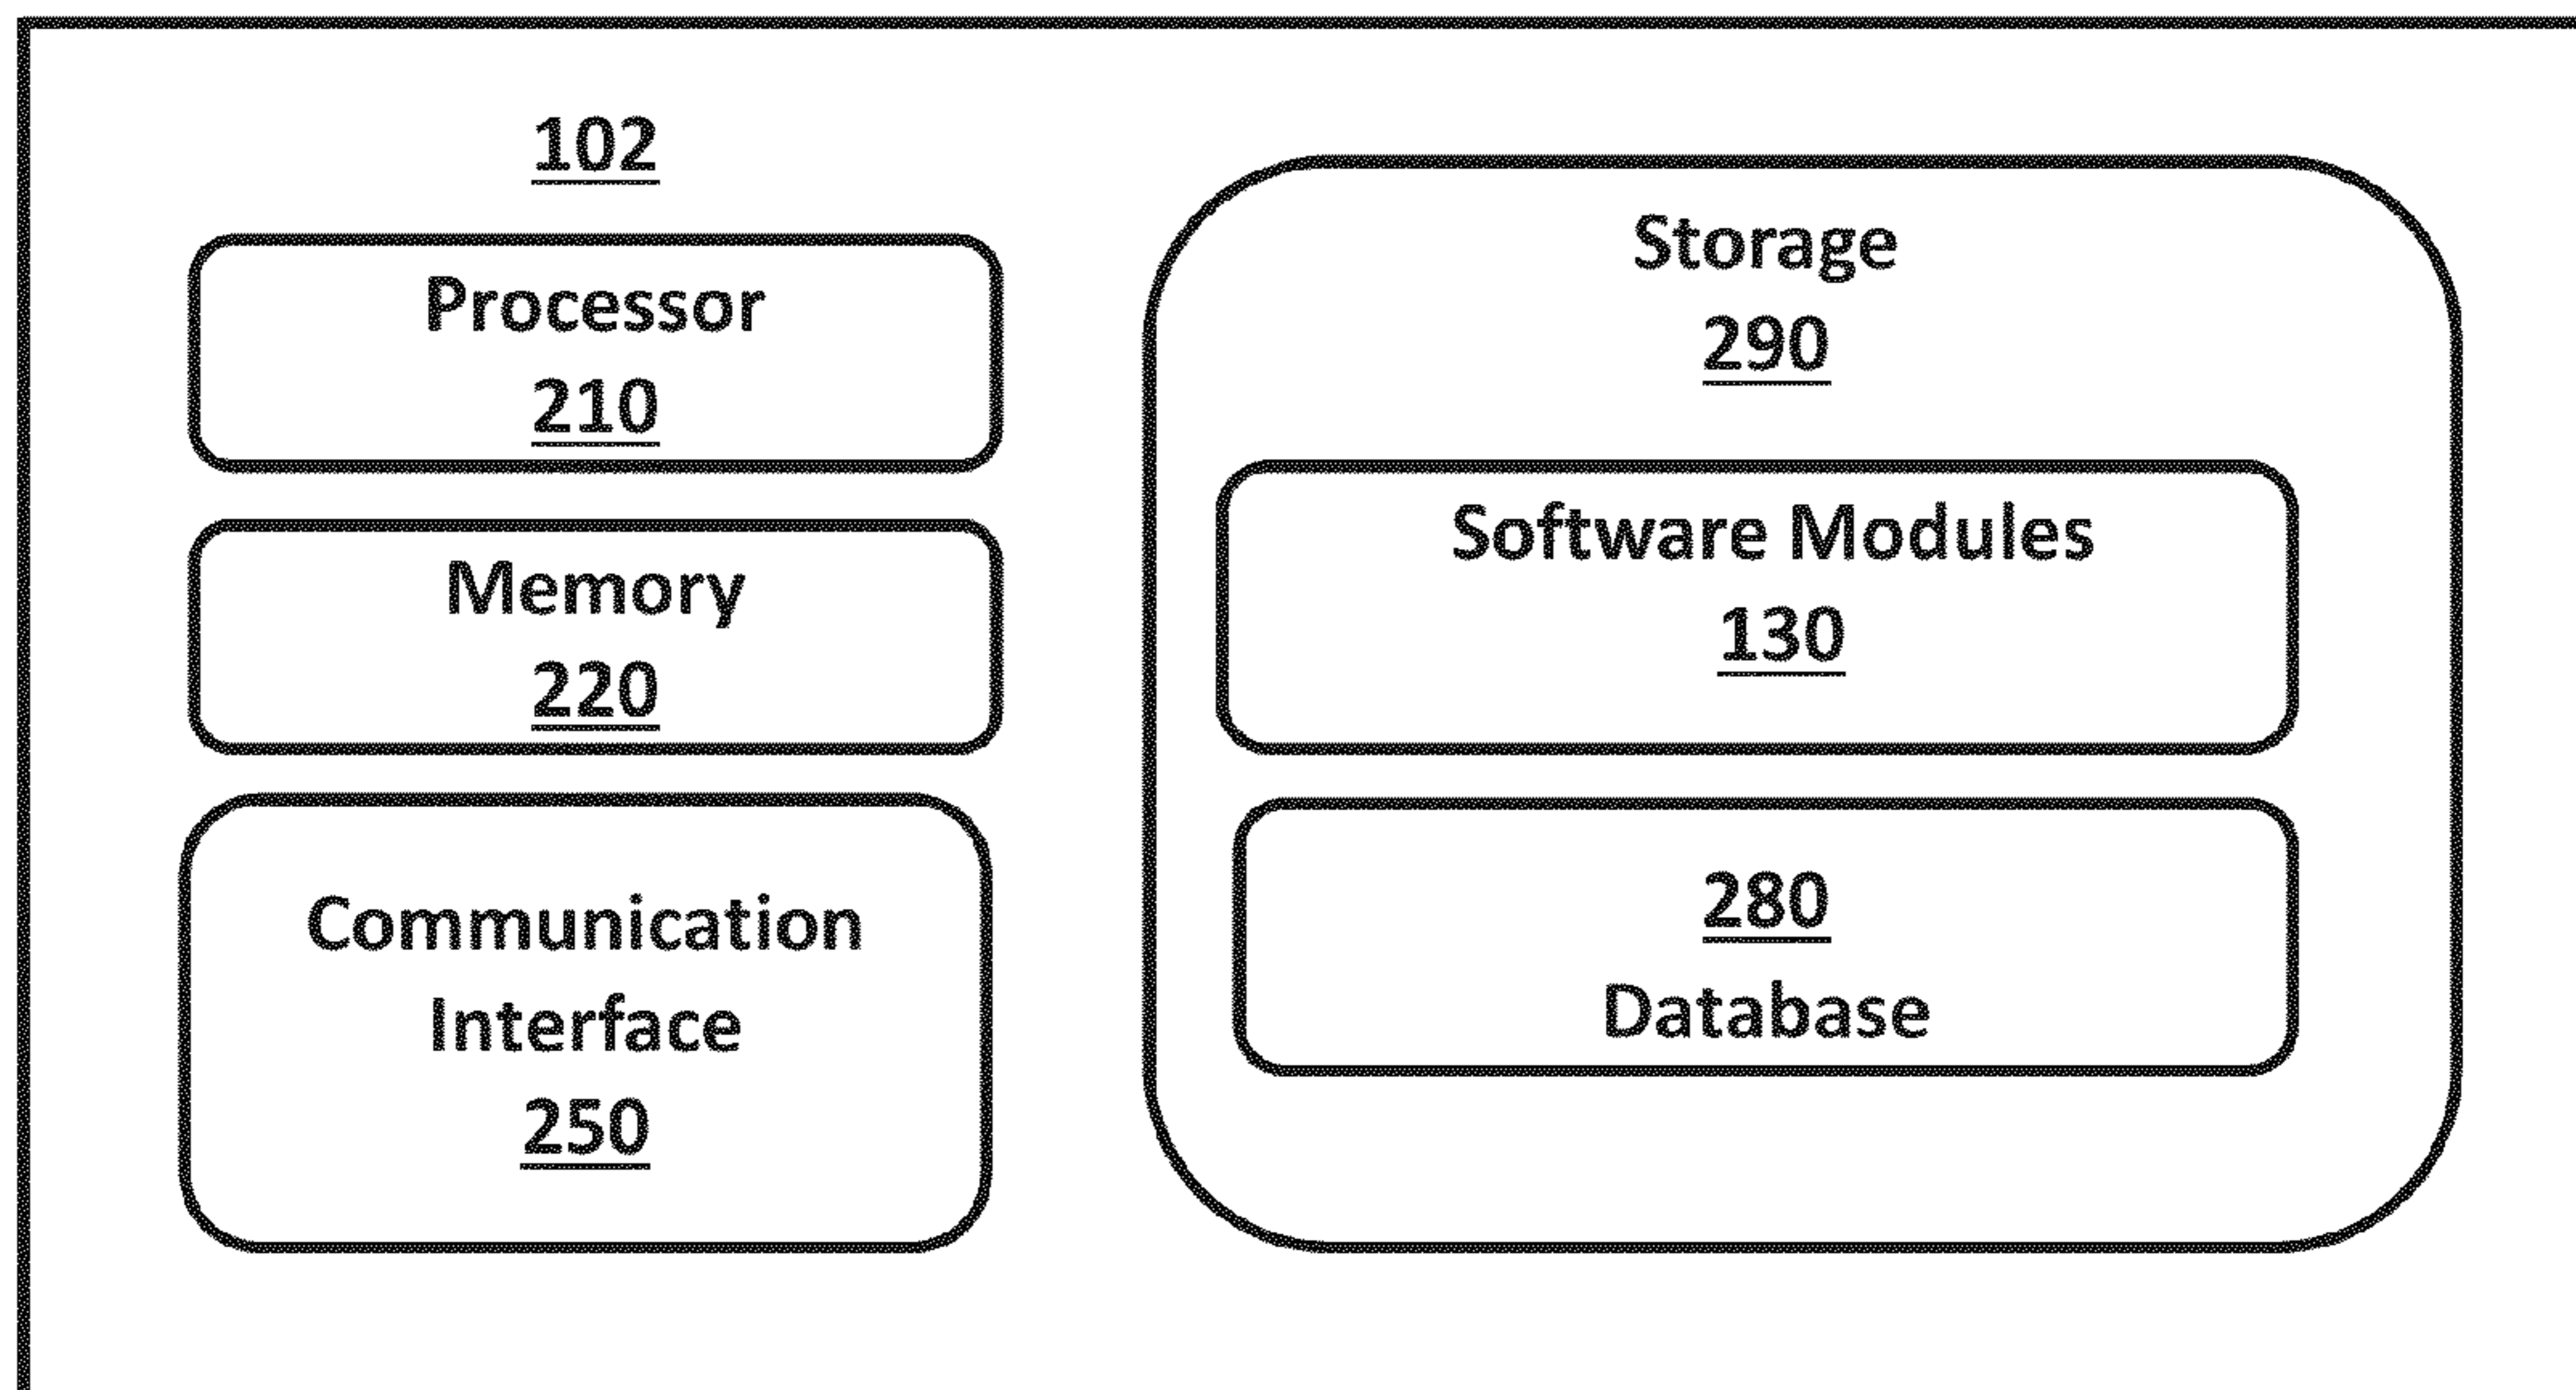 102
Processor
210
Memory
220
Communication
Interface
250
Storage
290
Software Modules
130
280
Database